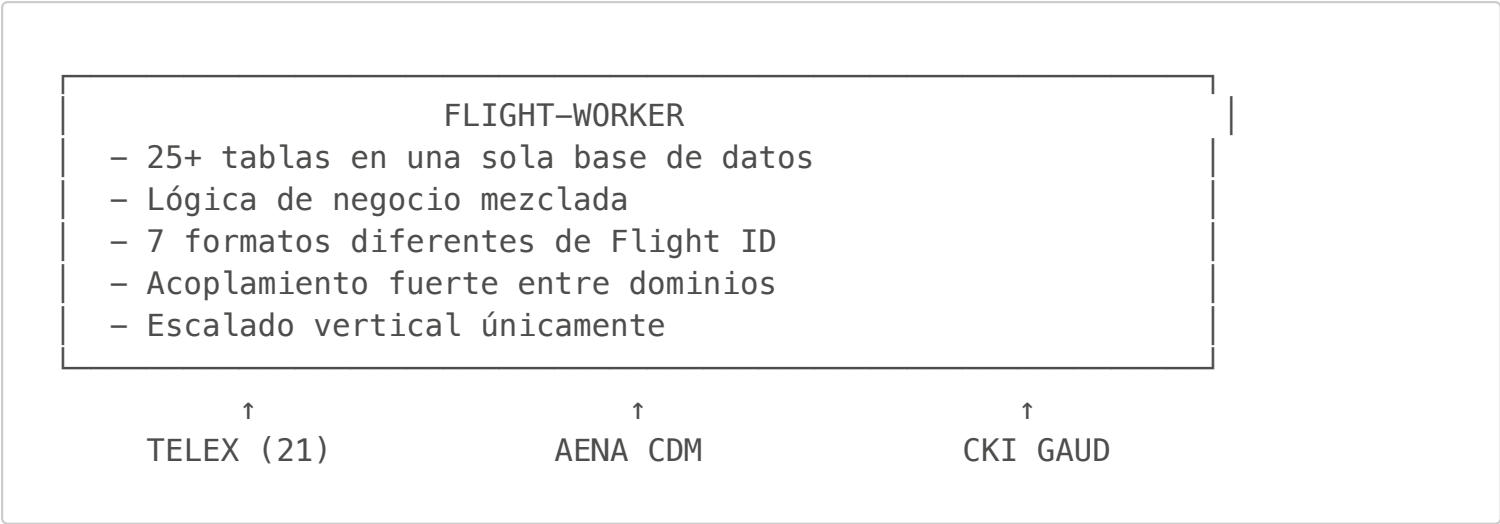 FLIGHT-WORKER
- 25+ tablas en una sola base de datos
- Lógica de negocio mezclada
- 7 formatos diferentes de Flight ID
- Acoplamiento fuerte entre dominios
- Escalado vertical únicamente
↑ ↑ ↑
TELEX (21) AENA CDM CKI GAUD